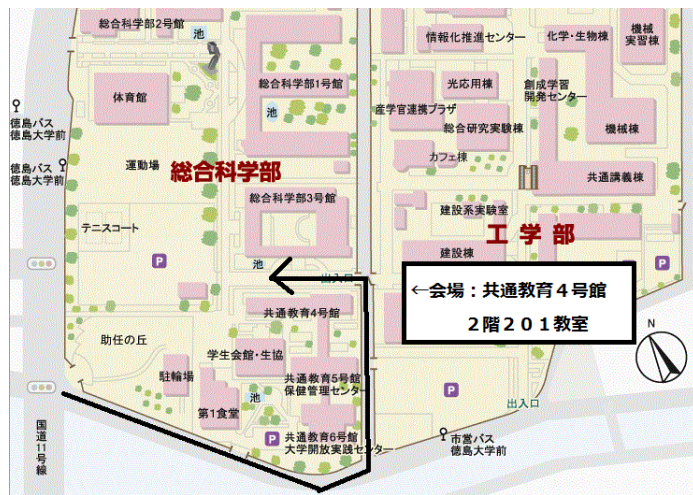 総合科学部2号館
池
体育館
総合科学部1号館
池
徳島バス
徳島大学前
徳島バス
徳島大学前
運動場
総合科学部
総合科学部3号館
テニスコート
P
池
出入口
共通教育4号館
助任の丘
学生会館・生協
駐輪場
共通教育5号館
保健管理センター
池
第1食堂
P
共通教育6号館
大学開放実践センター
国道11号線
情報化推進センター
化学・生物棟
機械
実習棟
光応用棟
創成学習
開発センター
産学官連携プラザ
総合研究実験棟
機械棟
カフェ棟
共通講義棟
建設系実験室
工学部
建設棟
P
←会場：共通教育４号館
２階２０１教室
N
P
出入口
市営バス
徳島大学前